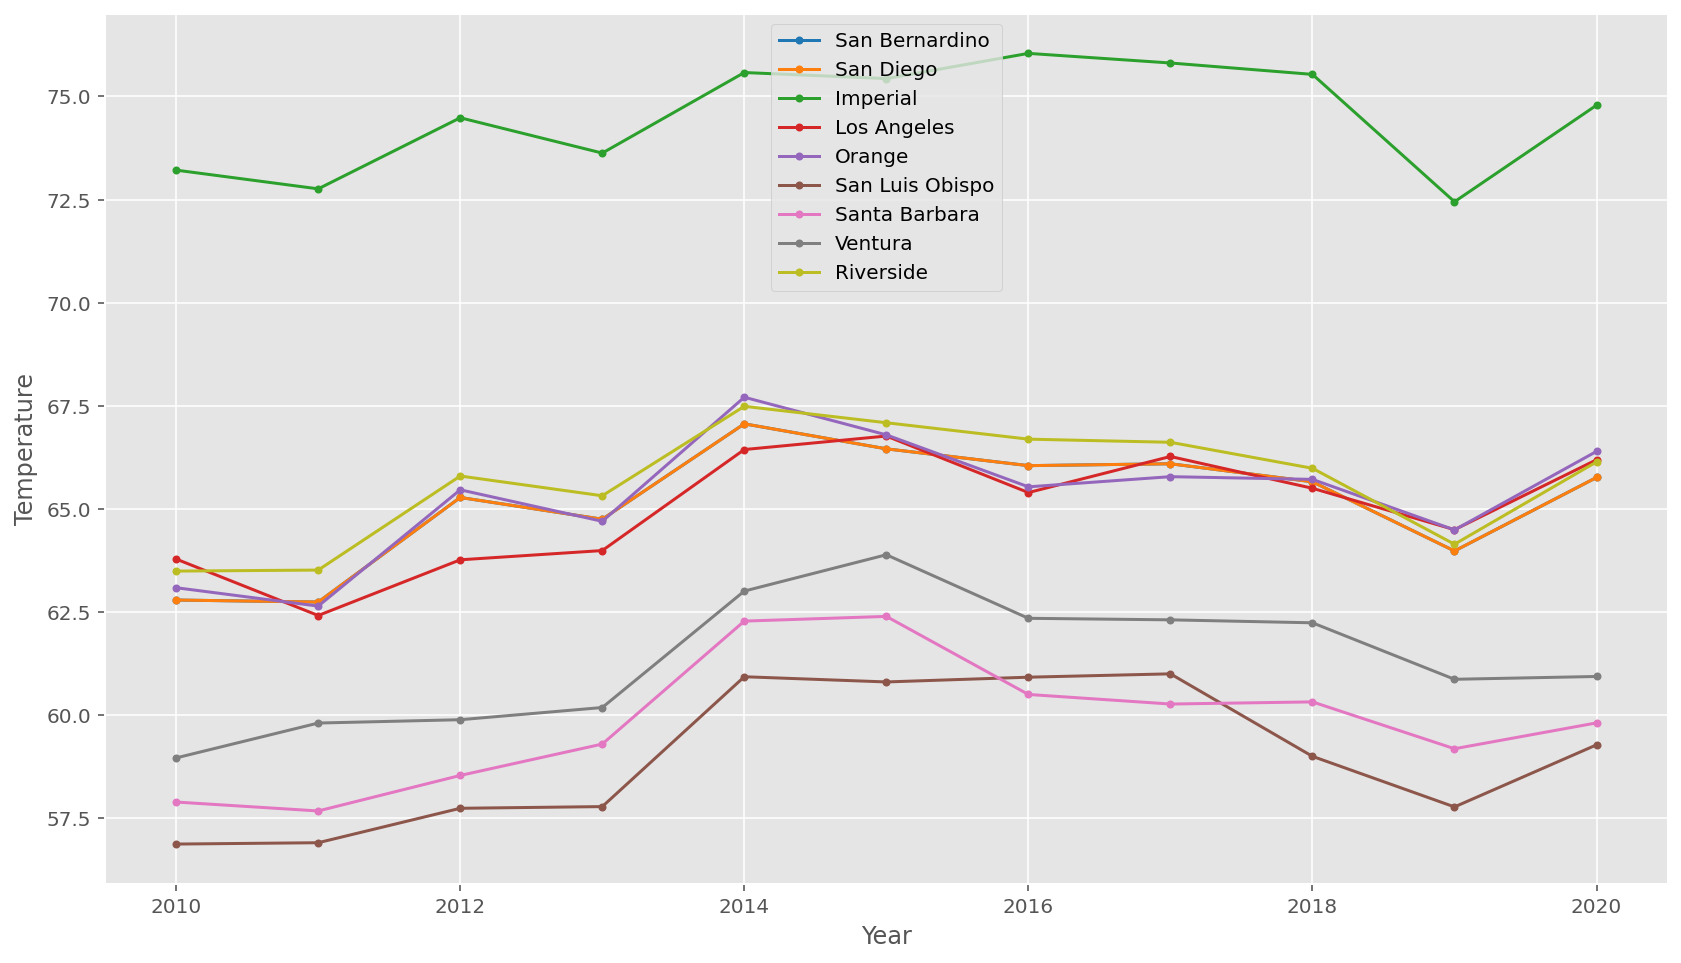 San Bernardino
San Diego
Imperial
Los Angeles
Orange
San Luis Obispo
Santa Barbara
Ventura
Riverside
75.0
72.5
70.0
67.5
65.0
62.5
60.0
57.5
Temperature
2010 2012 2014 2016 2018 2020
Year